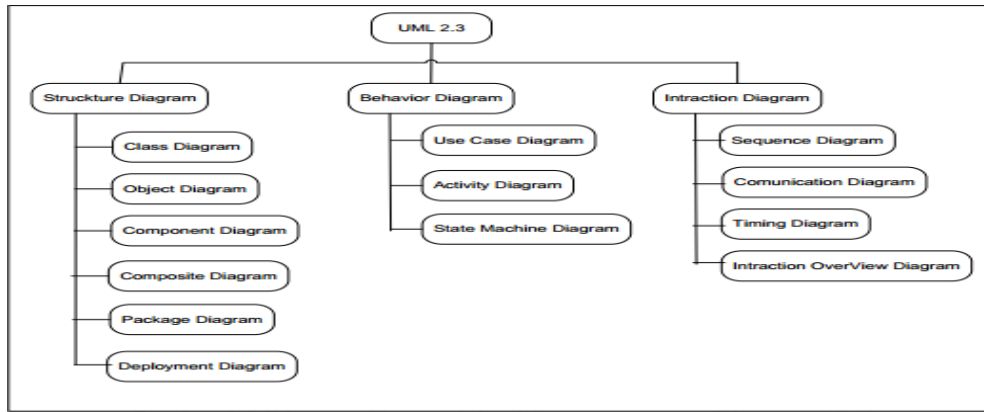 UML 2.3
Struckture Diagram
Class Diagram
Object Diagram
Component Diagram
Composite Diagram
Package Diagram
Deployment Diagram
Behavior Diagram
Use Case Diagram
Activity Diagram
State Machine Diagram
Intraction Diagram
Sequence Diagram
Comunication Diagram
Timing Diagram
Intraction OverView Diagram